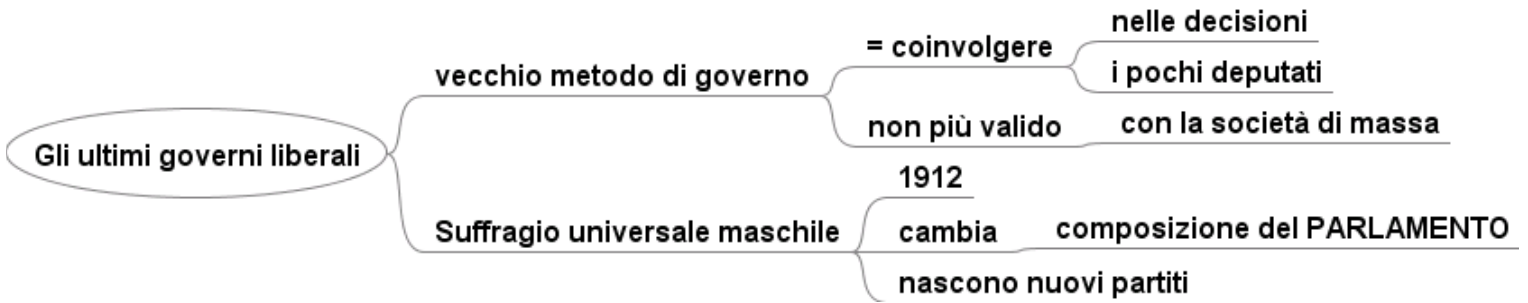 Gli ultimi governi liberali
vecchio metodo di governo
= coinvolgere
nelle decisioni
i pochi deputati
non più valido
con la società di massa
Suffragio universale maschile
1912
cambia
composizione del PARLAMENTO
nascono nuovi partiti